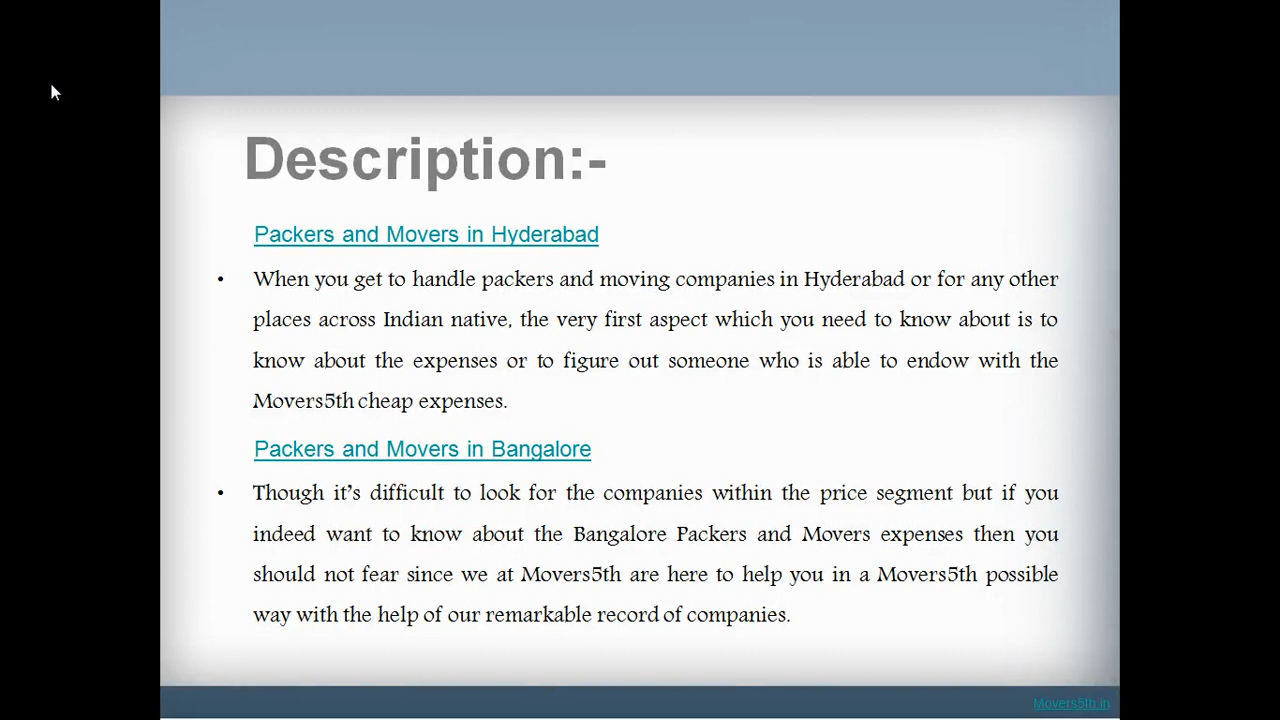 Description:-
Packers and Movers in Hyderabad
• When you get to handle packers and moving companies in Hyderabad or for any other
places across Indian native, the very first aspect which you need to know about is to
know about the expenses or to figure out someone who is able to endow with the
Movers5th cheap expenses.
Packers and Movers in Bangalore
• Though it’s difficult to look for the companies within the price segment but if you
indeed want to know about the Bangalore Packers and Movers expenses then you
should not fear since we at Movers5th are here to help you in a Movers5th possible
way with the help of our remarkable record of companies.
Movers5th.in